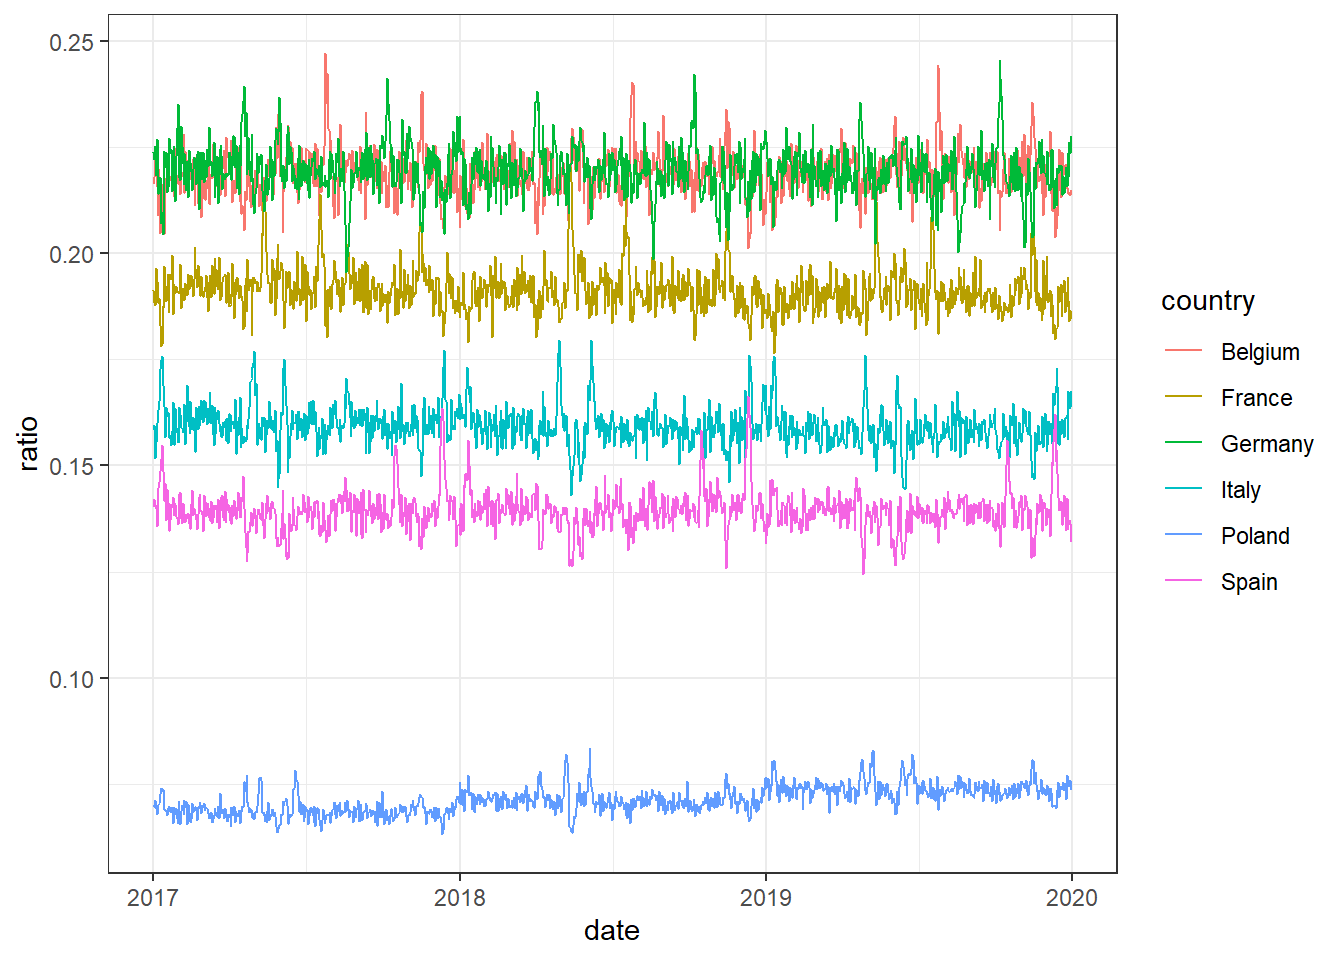 0.25
0.20
0.15
0.10
ratio
2017
2018
2019
2020
date
country
Belgium
France
Germany
Italy
Poland
Spain